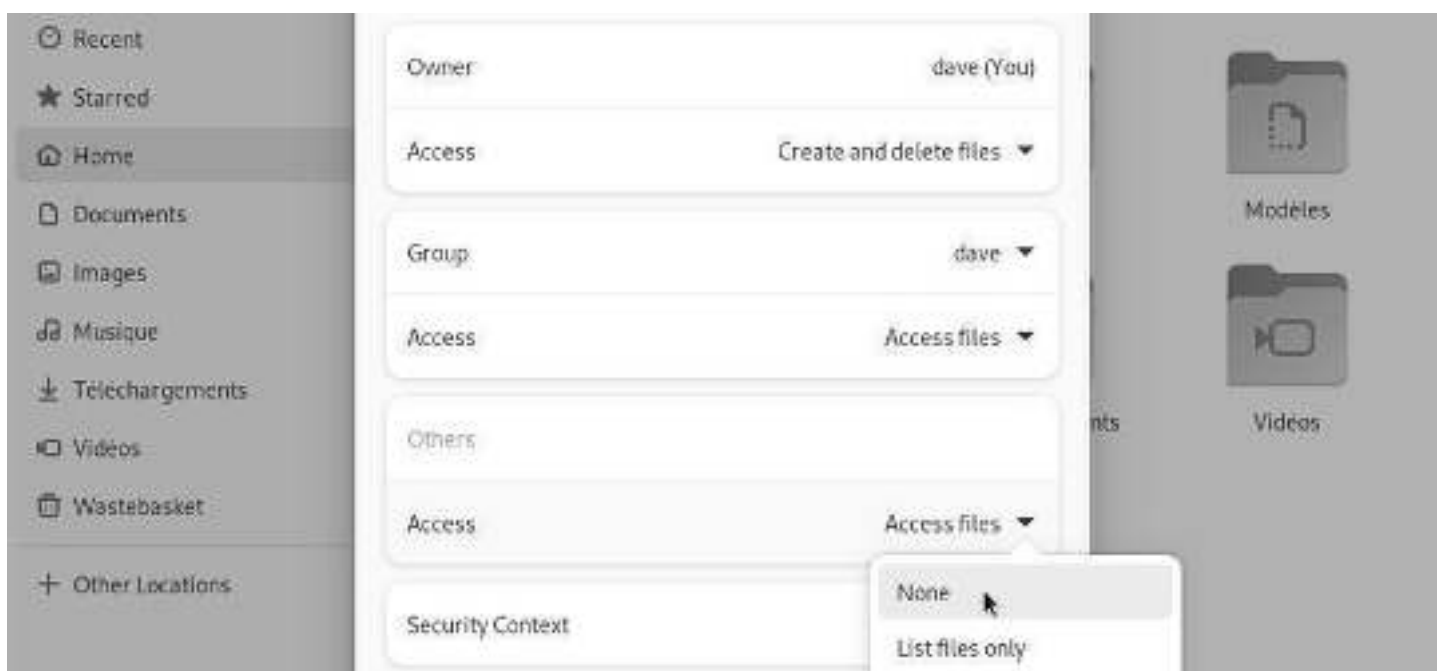 Recent
Starred
Home
Documents
Images
Musique
Téléchargements
Vidéos
Wastebasket
Other Locations
Owner dave (You)
Access Create and delete files
Group dave
Access Access files
Others
Access Access files
Security Context
None
List files only
Modèles
nts
Vidéos